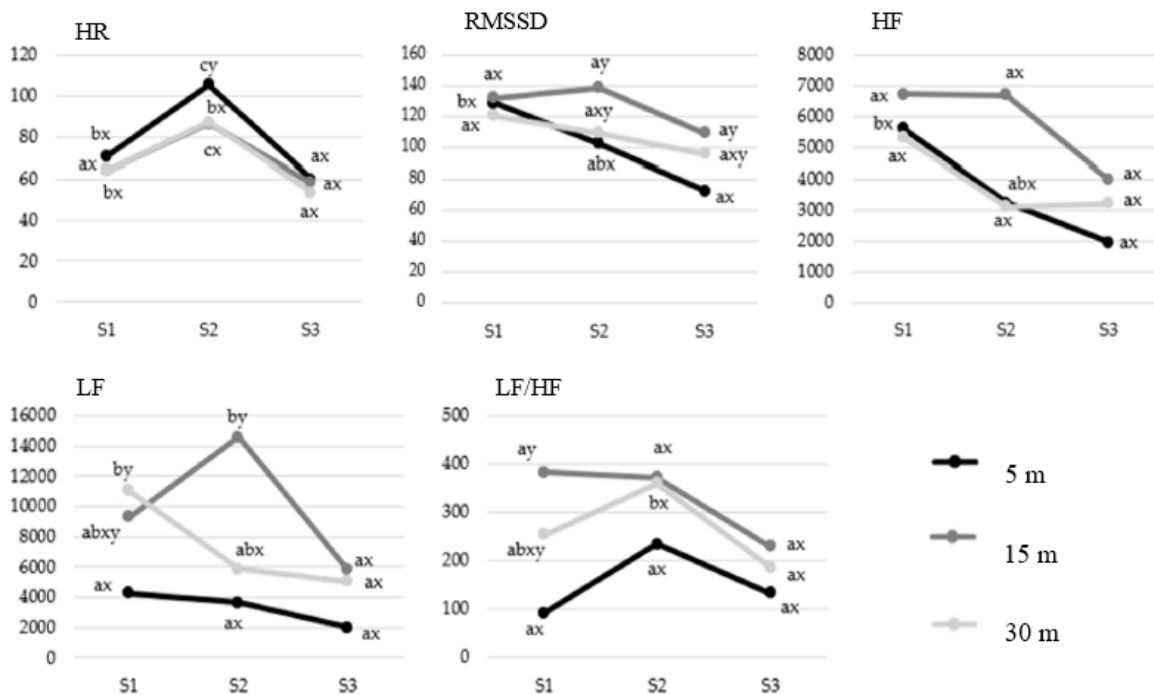 HR
120
100
80
60
40
20
0
cy
bx
bx
ax
cx
bx
ax
ax
ax
S1 S2 S3
RMSSD
160
140
120
100
80
60
40
20
0
ax
ay
bx
axy
ax
abx
ay
axy
ax
S1 S2 S3
HF
8000
7000
6000
5000
4000
3000
2000
1000
0
ax
ax
bx
ax
abx
ax
ax
ax
ax
S1 S2 S3
LF
16000
14000
12000
10000
8000
6000
4000
2000
0
by
by
abxy
abx
ax
ax
ax
ax
ax
S1 S2 S3
LF/HF
500
400
300
200
100
0
ay
ax
bx
abxy
ax
ax
ax
ax
ax
S1 S2 S3
5 m
15 m
30 m